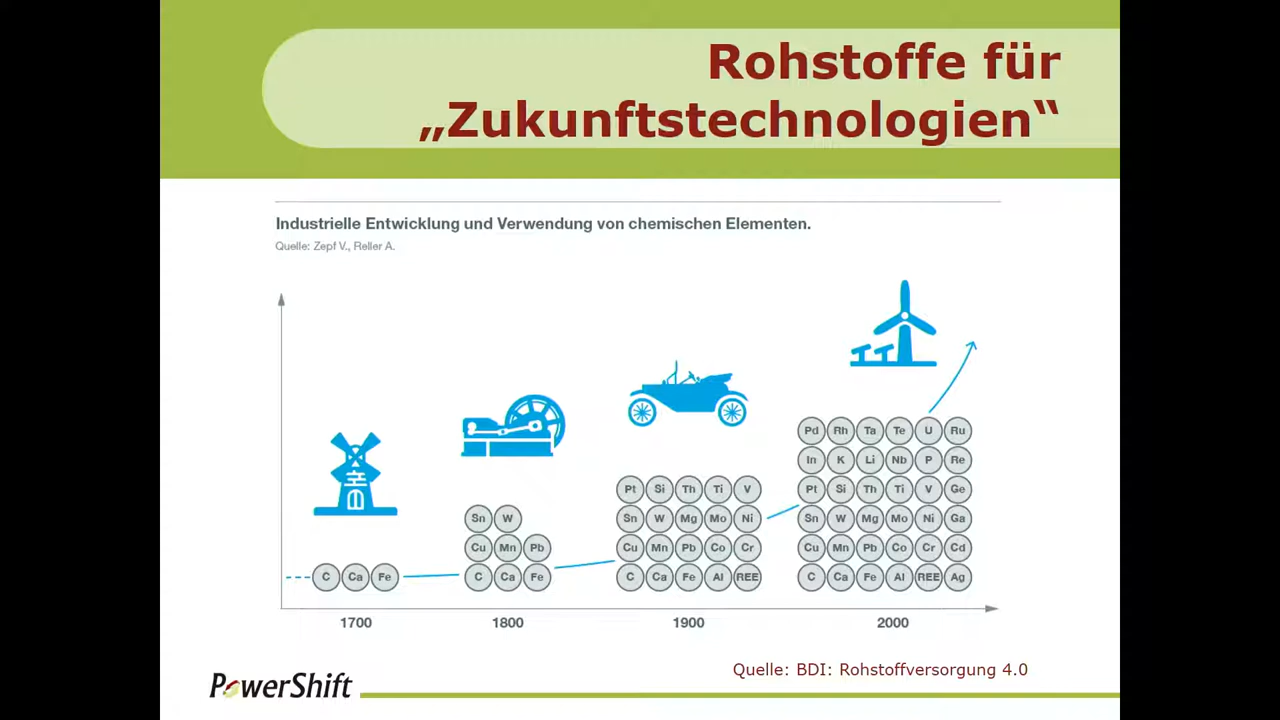 Rohstoffe für
„Zukunftstechnologien“
Industrielle Entwicklung und Verwendung von chemischen Elementen.
Quelle: Zepf V., Reller A.
C Ca Fe
1700
Sn W
Cu Mn Pb
C Ca Fe
1800
Pt Si Th Ti V
Sn W Mg Mo Ni
Cu Mn Pb Co Cr
C Ca Fe Al REE
1900
Pd Rh Ta Te U Ru
In K Li Nb P Re
Pt Si Th Ti V Ge
Sn W Mg Mo Ni Ga
Cu Mn Pb Co Cr Cd
C Ca Fe Al REE Ag
2000
Quelle: BDI: Rohstoffversorgung 4.0
PowerShift